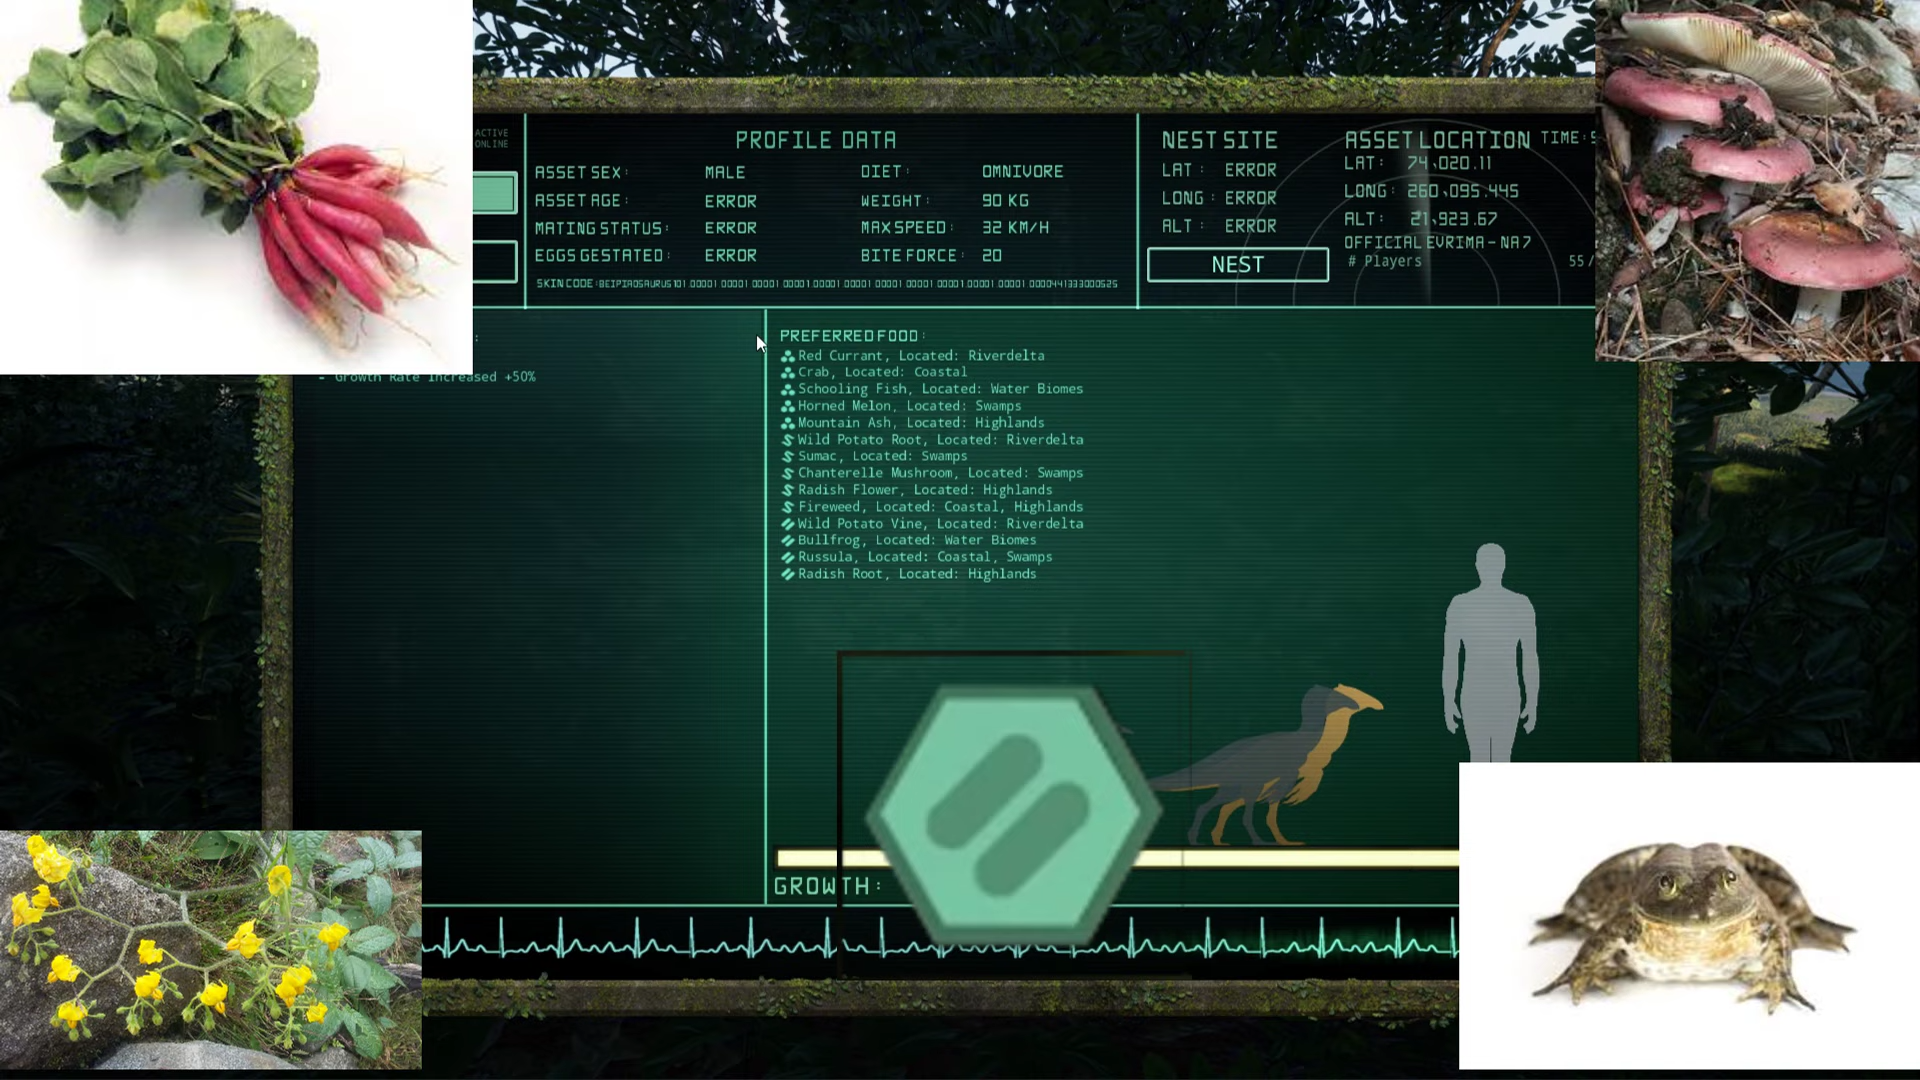 ACTIVE
ONLINE
PROFILE DATA
ASSET SEX: MALE DIET: OMNIVORE
ASSET AGE: ERROR WEIGHT: 90 KG
MATING STATUS: ERROR MAX SPEED: 32 KM/H
EGGS GESTATED: ERROR BITE FORCE: 20
NEST SITE
LAT : ERROR
LONG : ERROR
ALT : ERROR
NEST
ASSET LOCATION TIME:
LAT: 74,020.11
LONG: 260,095.445
ALT: 21,923.67
OFFICIAL EVRIMA - NA7
# Players 55 /
- Growth Rate Increased +50%
PREFERRED FOOD:
Red Currant, Located: Riverdelta
Crab, Located: Coastal
Schooling Fish, Located: Water Biomes
Horned Melon, Located: Swamps
Mountain Ash, Located: Highlands
Wild Potato Root, Located: Riverdelta
Sumac, Located: Swamps
Chanterelle Mushroom, Located: Swamps
Radish Flower, Located: Highlands
Fireweed, Located: Coastal, Highlands
Wild Potato Vine, Located: Riverdelta
Bullfrog, Located: Water Biomes
Russula, Located: Coastal, Swamps
Radish Root, Located: Highlands
GROWTH: